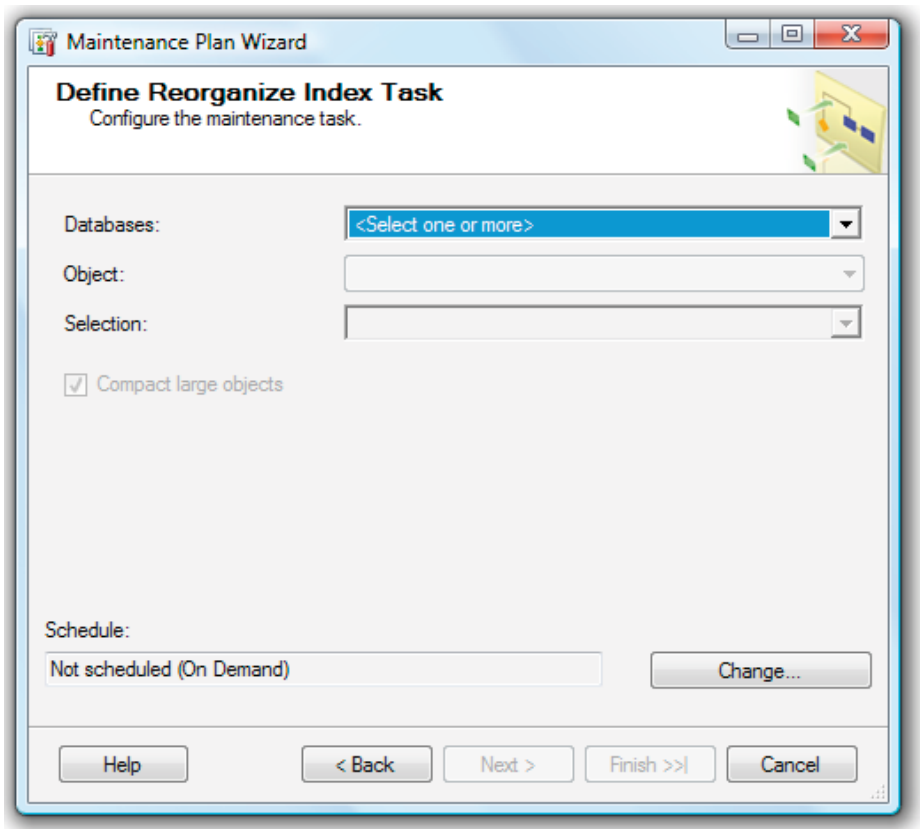 Maintenance Plan Wizard
Define Reorganize Index Task
Configure the maintenance task.
Databases: <Select one or more>
Object:
Selection:
Compact large objects
Schedule:
Not scheduled (On Demand) Change...
Help < Back Next > Finish >>| Cancel